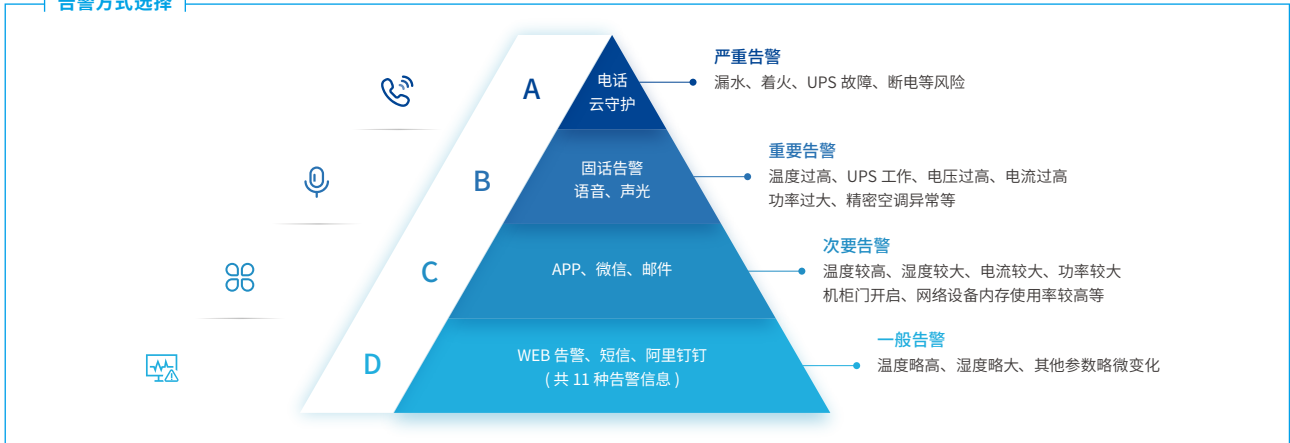 告警方式选择
A
电话
云守护
严重告警
漏水、着火、UPS 故障、断电等风险
B
固话告警
语音、声光
重要告警
温度过高、UPS 工作、电压过高、电流过高
功率过大、精密空调异常等
C
APP、微信、邮件
次要告警
温度较高、湿度较大、电流较大、功率较大
机柜门开启、网络设备内存使用率较高等
D
WEB 告警、短信、阿里钉钉
( 共 11 种告警信息 )
一般告警
温度略高、湿度略大、其他参数略微变化